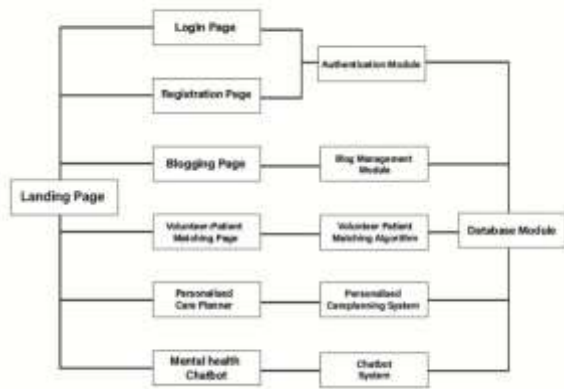 Login Page
Authentication Module
Registration Page
Blogging Page
Blog Management
Module
Landing Page
Volunteer-Patient
Matching Page
Volunteer Patient
Matching Algorithm
Database Module
Personalised
Care Planner
Personalised
Careplanning System
Mental health
Chatbot
Chatbot
System